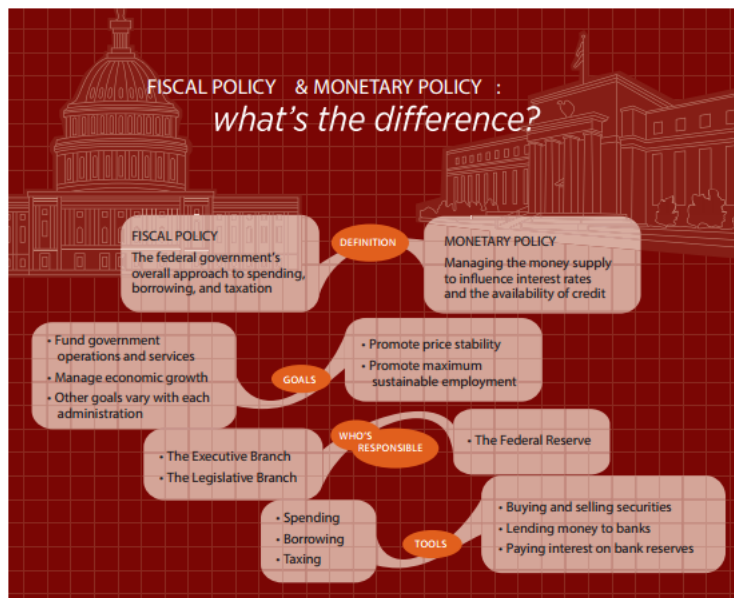 FISCAL POLICY & MONETARY POLICY :
what's the difference?
FISCAL POLICY
The federal government's
overall approach to spending,
borrowing, and taxation
DEFINITION
MONETARY POLICY
Managing the money supply
to influence interest rates
and the availability of credit
• Fund government
operations and services
• Manage economic growth
• Other goals vary with each
administration
GOALS
• Promote price stability
• Promote maximum
sustainable employment
• The Executive Branch
• The Legislative Branch
WHO'S
RESPONSIBLE
• The Federal Reserve
• Spending
• Borrowing
• Taxing
TOOLS
• Buying and selling securities
• Lending money to banks
• Paying interest on bank reserves